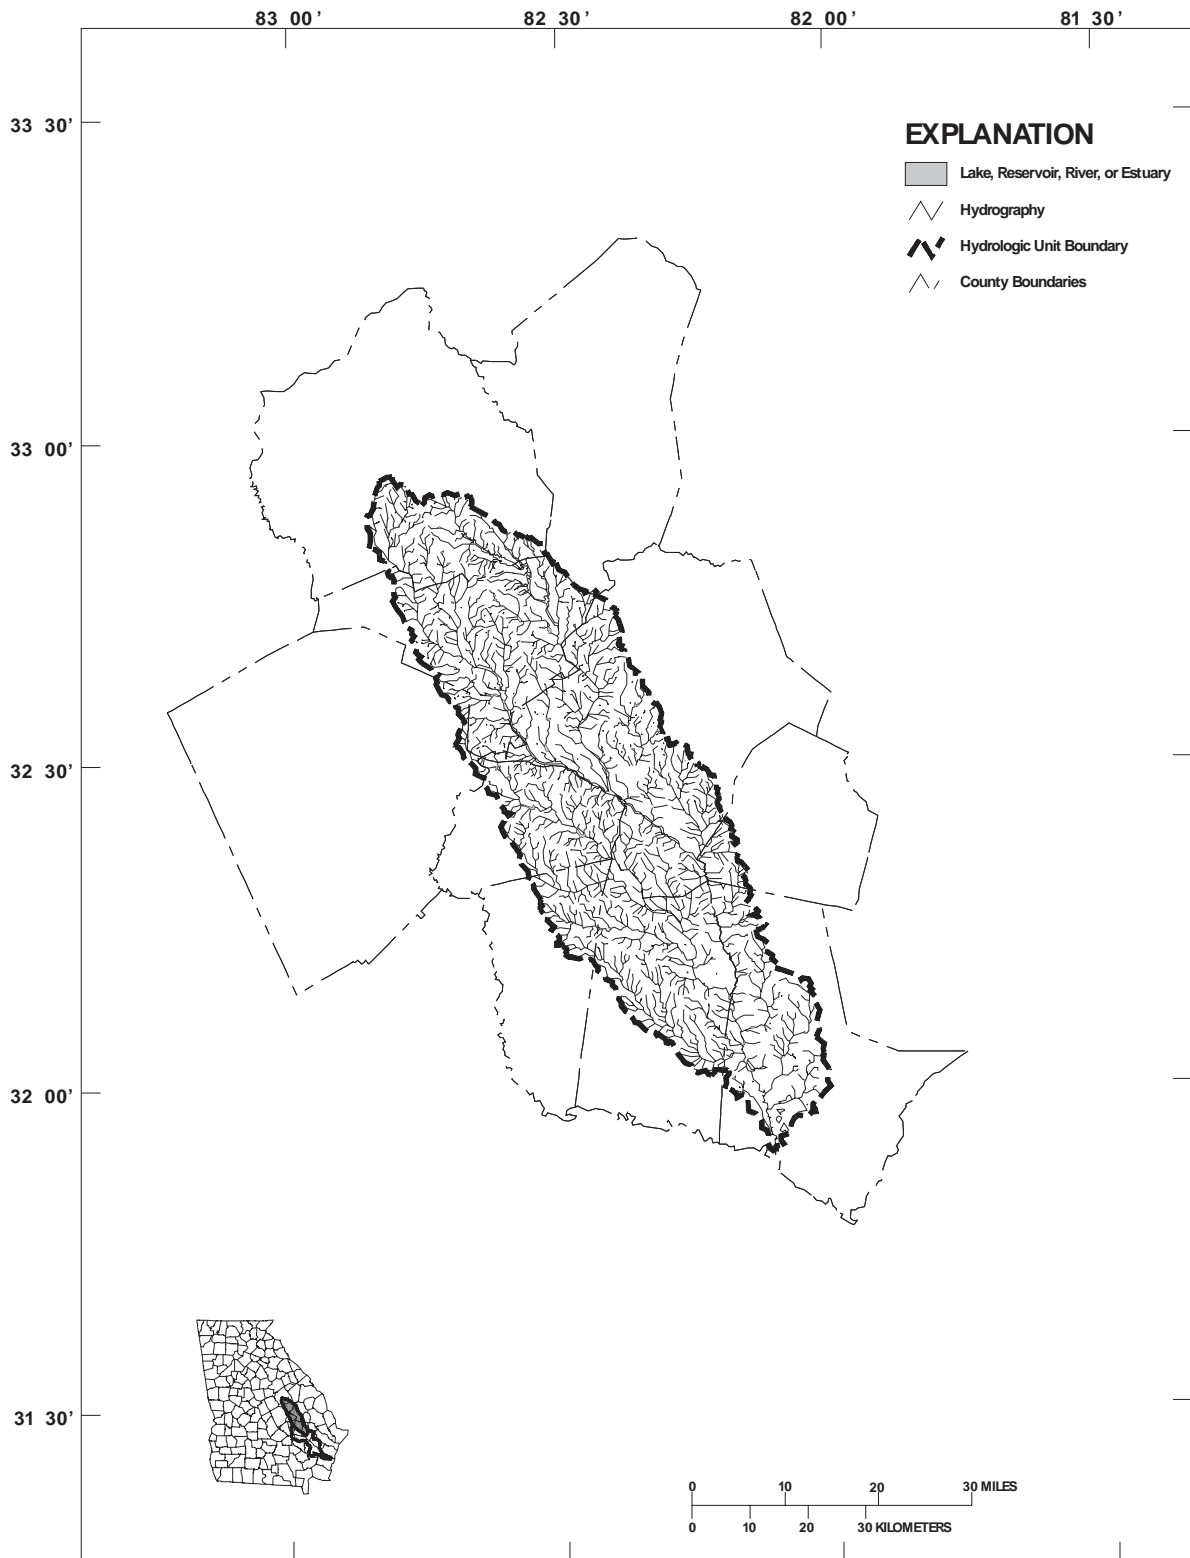 83 00' 82 30' 82 00' 81 30'
33 30'
EXPLANATION
Lake, Reservoir, River, or Estuary
Hydrography
Hydrologic Unit Boundary
County Boundaries
33 00'
32 30'
32 00'
31 30'
0 10 20 30 MILES
0 10 20 30 KILOMETERS